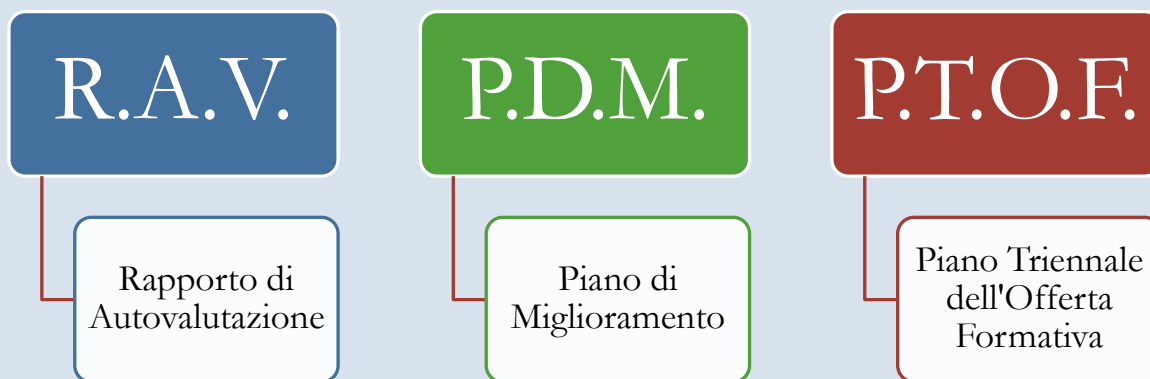 R.A.V.
Rapporto di
Autovalutazione
P.D.M.
Piano di
Miglioramento
P.T.O.F.
Piano Triennale
dell'Offerta
Formativa